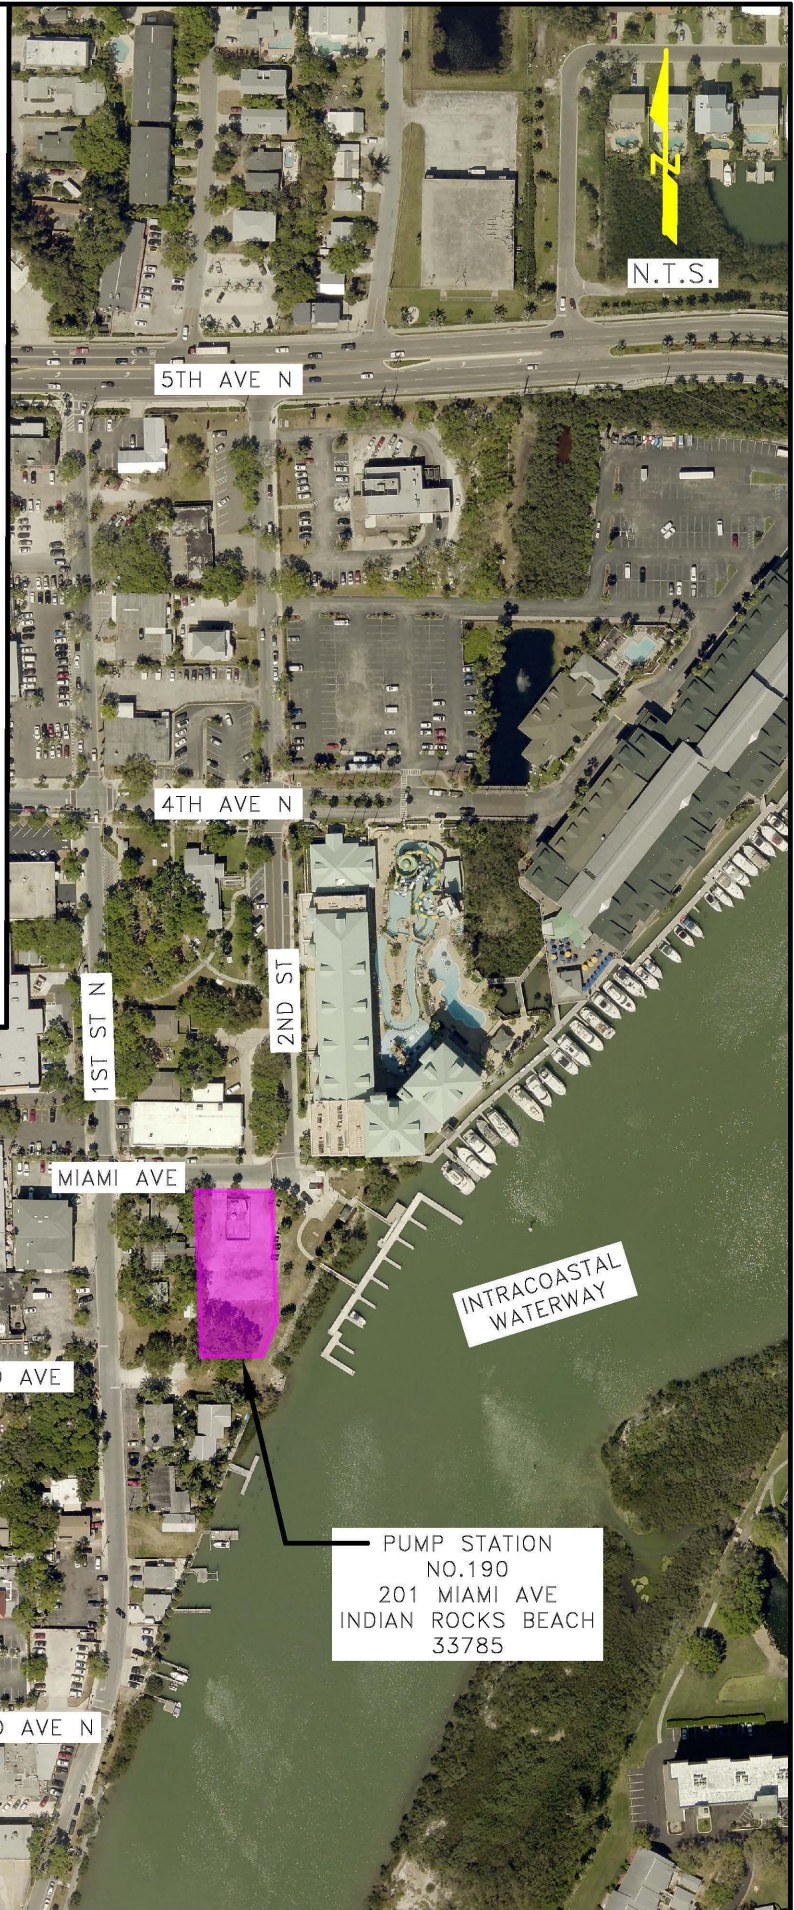 N.T.S.
5TH AVE N
4TH AVE N
1ST ST N
2ND ST
MIAMI AVE
INTRACOASTAL
WATERWAY
AVE
PUMP STATION
NO.190
201 MIAMI AVE
INDIAN ROCKS BEACH
33785
AVE N